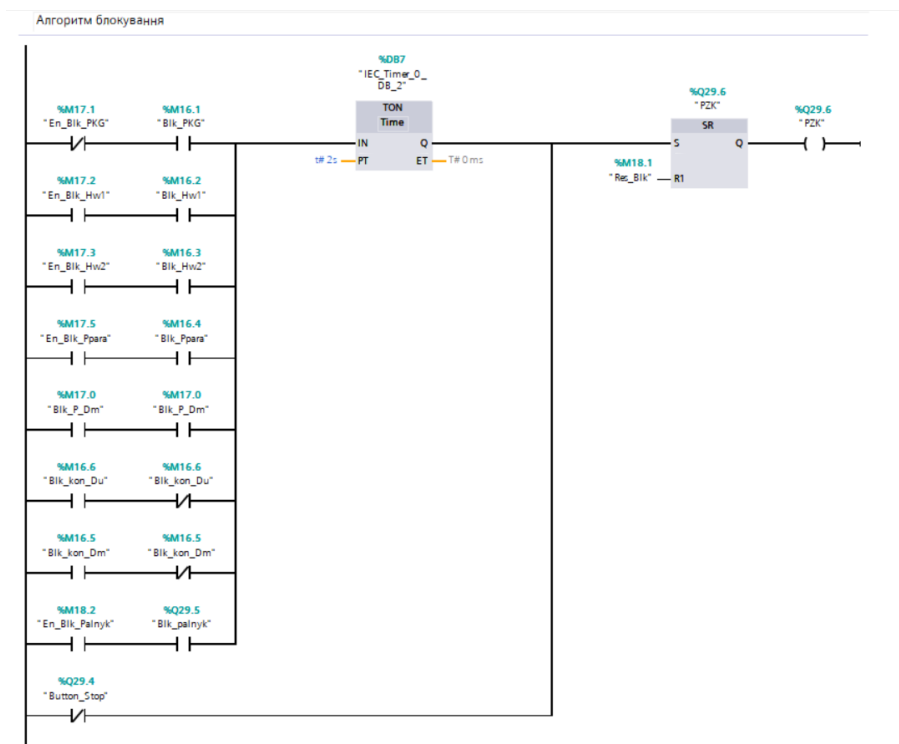 Алгоритм блокування
%DB7
"IEC_Timer_0_
DB_2"
TON
Time
IN Q
t# 2s PT ET T# 0 ms
%Q29.6
"PZK"
SR
S Q
%M18.1
"Res_Blk" R1
%Q29.6
"PZK"
%M17.1 %M16.1
"En_Blk_PKG" "Blk_PKG"
%M17.2 %M16.2
"En_Blk_Hw1" "Blk_Hw1"
%M17.3 %M16.3
"En_Blk_Hw2" "Blk_Hw2"
%M17.5 %M16.4
"En_Blk_Ppara" "Blk_Ppara"
%M17.0 %M17.0
"Blk_P_Dm" "Blk_P_Dm"
%M16.6 %M16.6
"Blk_kon_Du" "Blk_kon_Du"
%M16.5 %M16.5
"Blk_kon_Dm" "Blk_kon_Dm"
%M18.2 %Q29.5
"En_Blk_Palnyk" "Blk_palnyk"
%Q29.4
"Button_Stop"